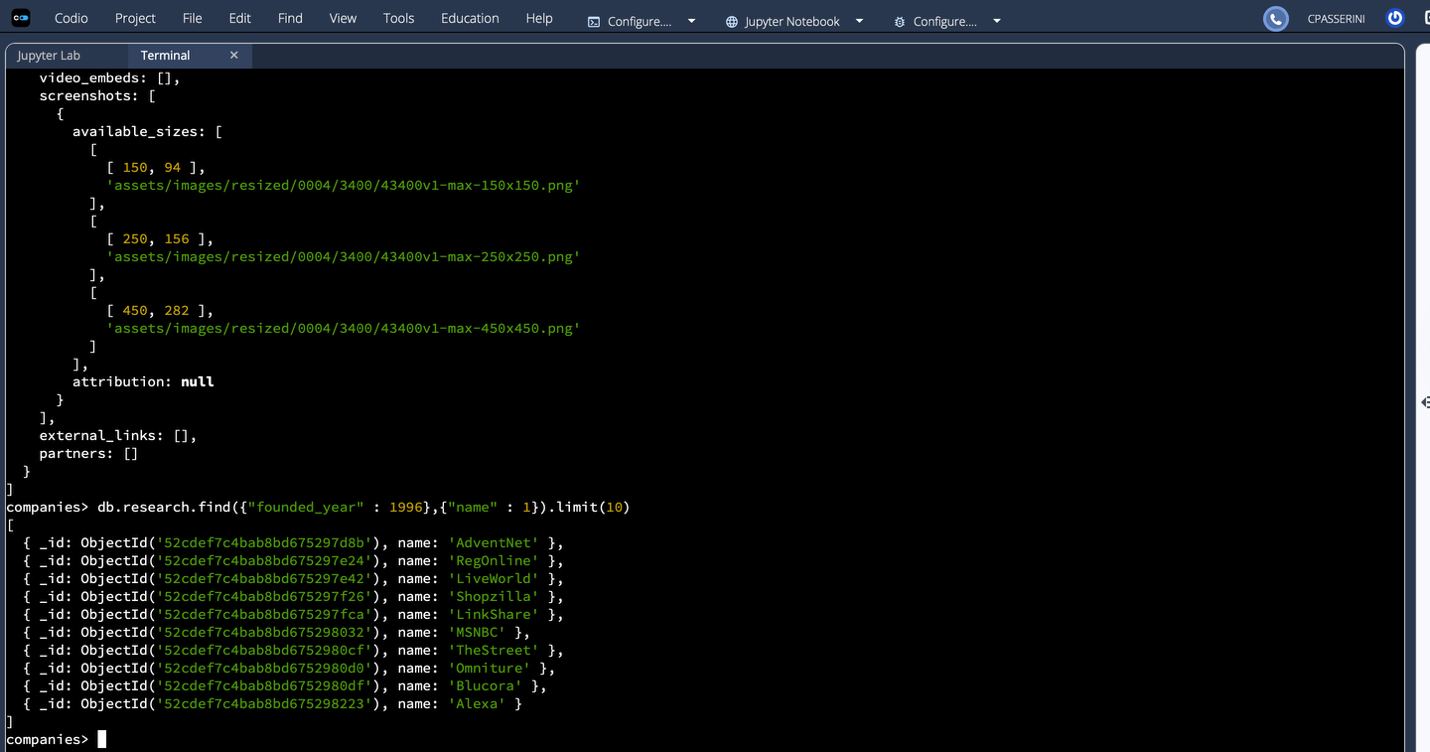 Codio Project File Edit Find View Tools Education Help Configure.... Jupyter Notebook Configure.... CPASSERINI
Jupyter Lab Terminal ✕
video_embeds: [],
screenshots: [
{
available_sizes: [
[
[ 150, 94 ],
'assets/images/resized/0004/3400/43400v1-max-150x150.png'
],
[
[ 250, 156 ],
'assets/images/resized/0004/3400/43400v1-max-250x250.png'
],
[
[ 450, 282 ],
'assets/images/resized/0004/3400/43400v1-max-450x450.png'
]
],
attribution: null
}
],
external_links: [],
partners: []
}
]
companies> db.research.find({"founded_year" : 1996},{"name" : 1}).limit(10)
[
{ _id: ObjectId('52cdef7c4bab8bd675297d8b'), name: 'AdventNet' },
{ _id: ObjectId('52cdef7c4bab8bd675297e24'), name: 'RegOnline' },
{ _id: ObjectId('52cdef7c4bab8bd675297e42'), name: 'LiveWorld' },
{ _id: ObjectId('52cdef7c4bab8bd675297f26'), name: 'Shopzilla' },
{ _id: ObjectId('52cdef7c4bab8bd675297fca'), name: 'LinkShare' },
{ _id: ObjectId('52cdef7c4bab8bd675298032'), name: 'MSNBC' },
{ _id: ObjectId('52cdef7c4bab8bd6752980cf'), name: 'TheStreet' },
{ _id: ObjectId('52cdef7c4bab8bd6752980d0'), name: 'Omniture' },
{ _id: ObjectId('52cdef7c4bab8bd6752980df'), name: 'Blucora' },
{ _id: ObjectId('52cdef7c4bab8bd675298223'), name: 'Alexa' }
]
companies>